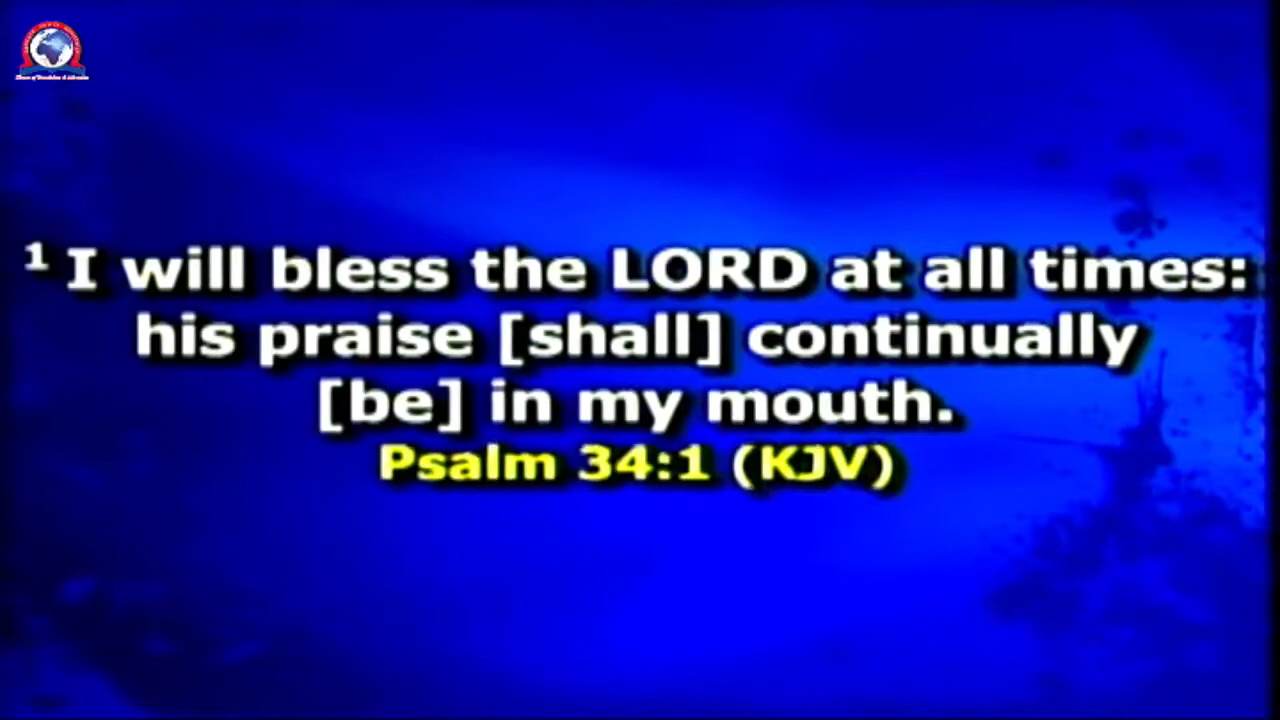 ¹ I will bless the LORD at all times:
his praise [shall] continually
[be] in my mouth.
Psalm 34:1 (KJV)